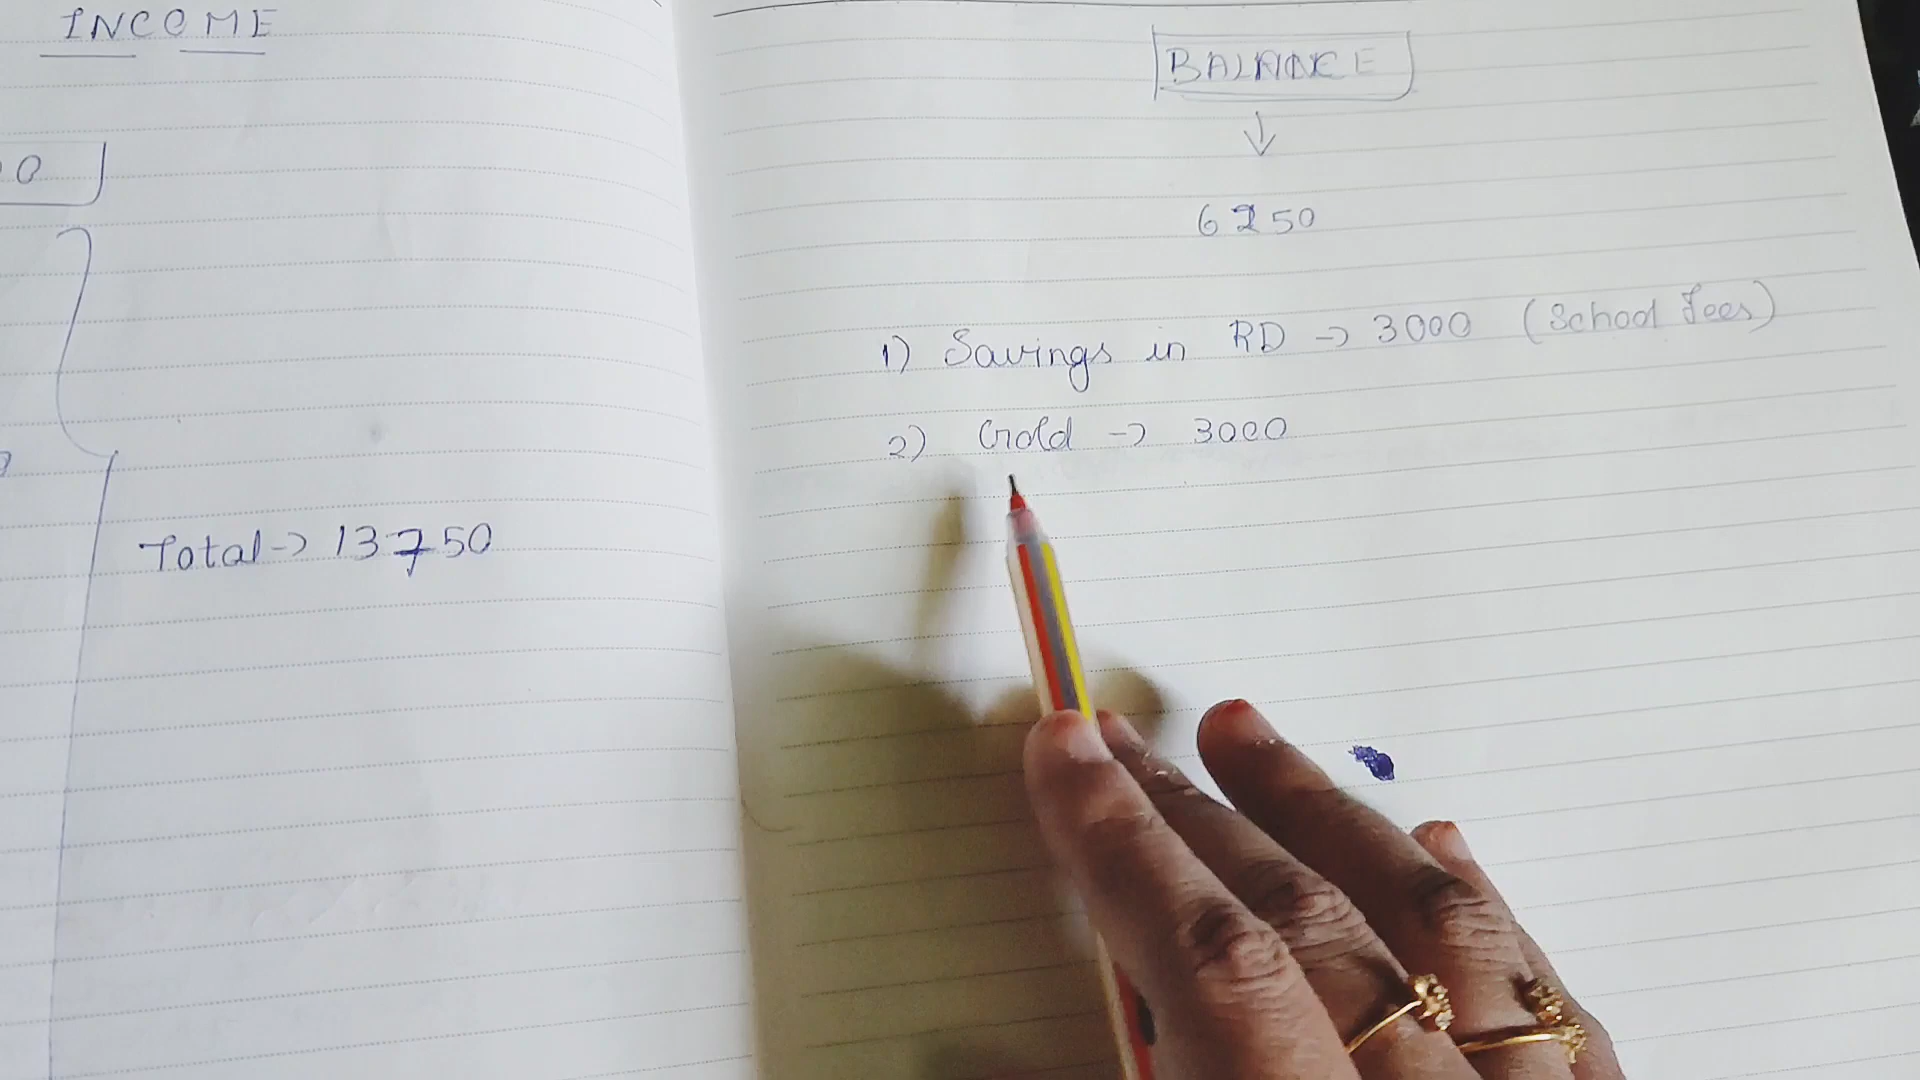 INCOME
0
Total -> 13750
BALANCE
↓
6250
1) Savings in RD -> 3000 (School Fees)
2) Gold -> 3000